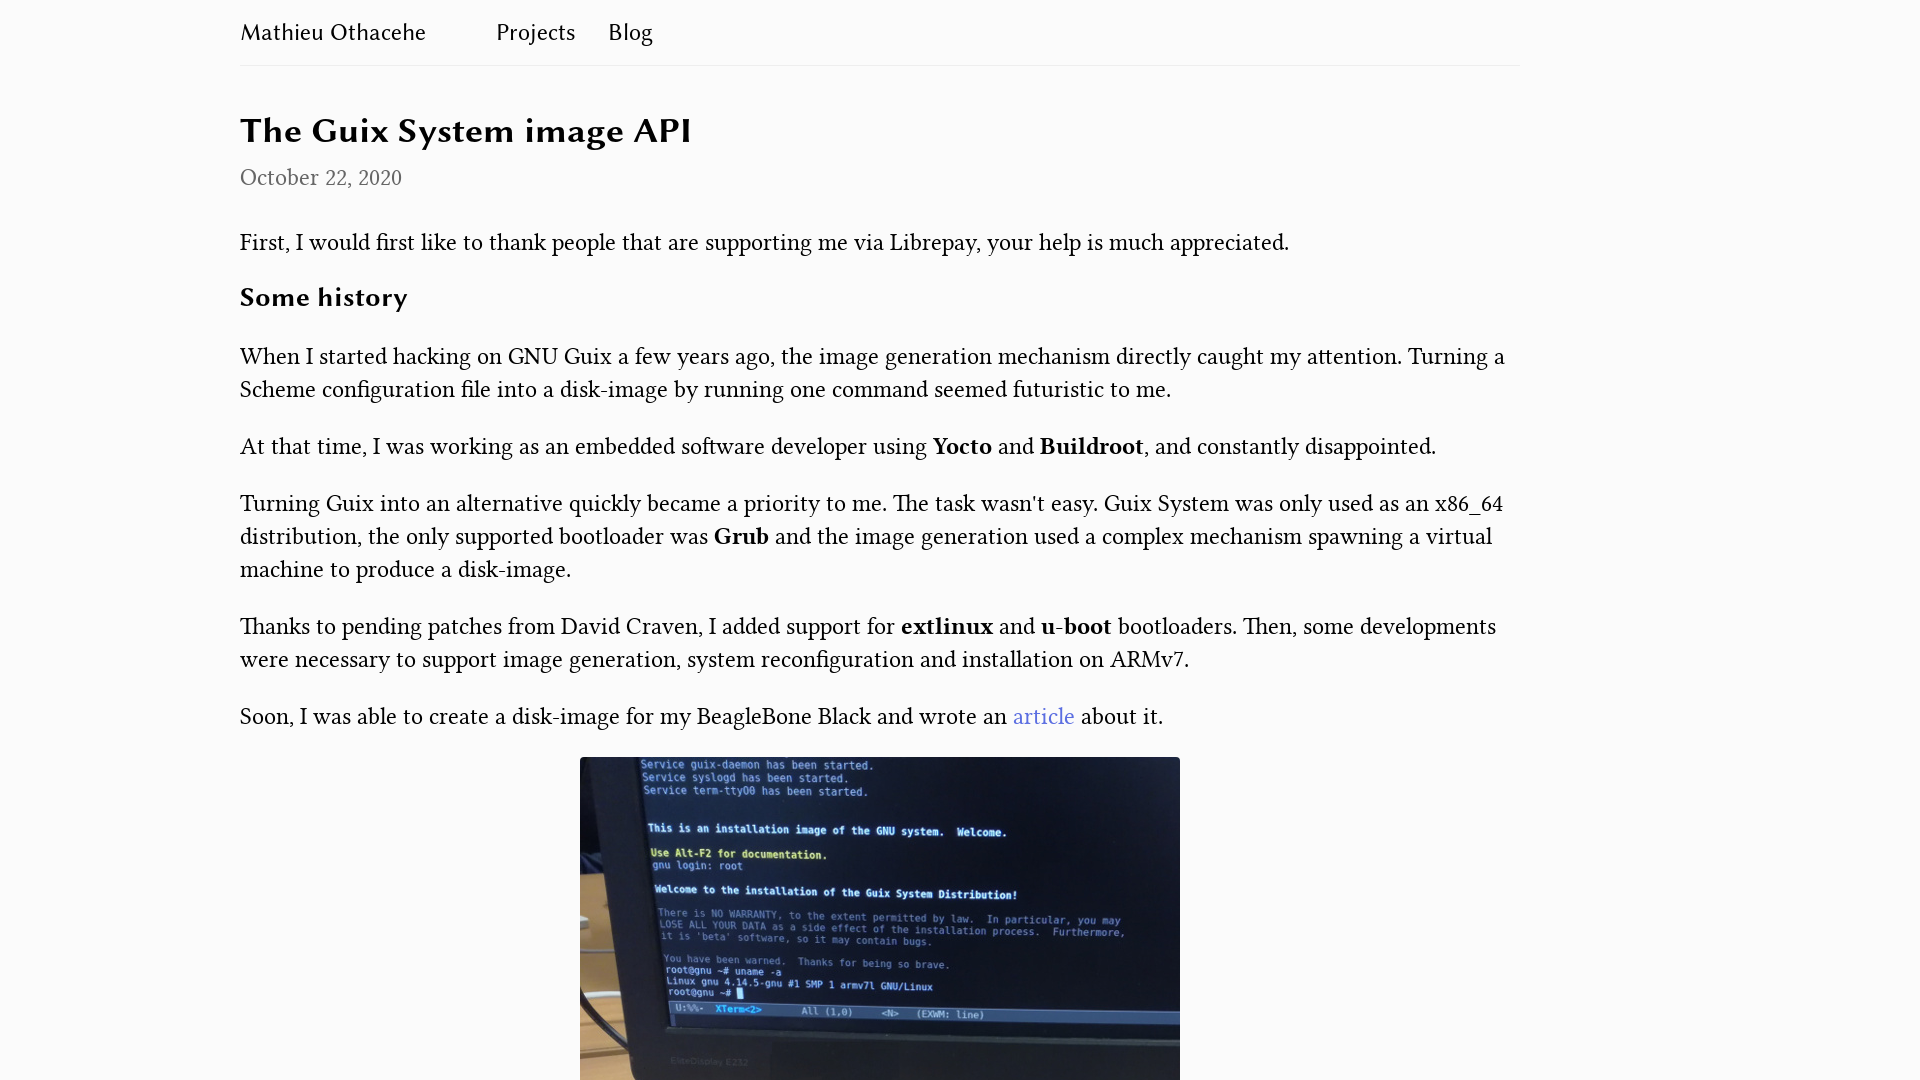 Mathieu Othacehe Projects Blog
The Guix System image API
October 22, 2020
First, I would first like to thank people that are supporting me via Librepay, your help is much appreciated.
Some history
When I started hacking on GNU Guix a few years ago, the image generation mechanism directly caught my attention. Turning a
Scheme configuration file into a disk-image by running one command seemed futuristic to me.
At that time, I was working as an embedded software developer using Yocto and Buildroot, and constantly disappointed.
Turning Guix into an alternative quickly became a priority to me. The task wasn't easy. Guix System was only used as an x86_64
distribution, the only supported bootloader was Grub and the image generation used a complex mechanism spawning a virtual
machine to produce a disk-image.
Thanks to pending patches from David Craven, I added support for extlinux and u-boot bootloaders. Then, some developments
were necessary to support image generation, system reconfiguration and installation on ARMv7.
Soon, I was able to create a disk-image for my BeagleBone Black and wrote an article about it.
Service guix-daemon has been started.
Service syslogd has been started.
Service term-ttyO0 has been started.
This is an installation image of the GNU system.  Welcome.
Use Alt-F2 for documentation.
gnu login: root
Welcome to the installation of the Guix System Distribution!
There is NO WARRANTY, to the extent permitted by law.  In particular, you may
LOSE ALL YOUR DATA as a side effect of the installation process.  Furthermore,
it is 'beta' software, so it may contain bugs.
You have been warned.  Thanks for being so brave.
root@gnu ~# uname -a
Linux gnu 4.14.5-gnu #1 SMP 1 armv7l GNU/Linux
root@gnu ~#
U:%%-  XTerm<2>      All (1,0)     <N>   (EXWM: line)
EliteDisplay E232